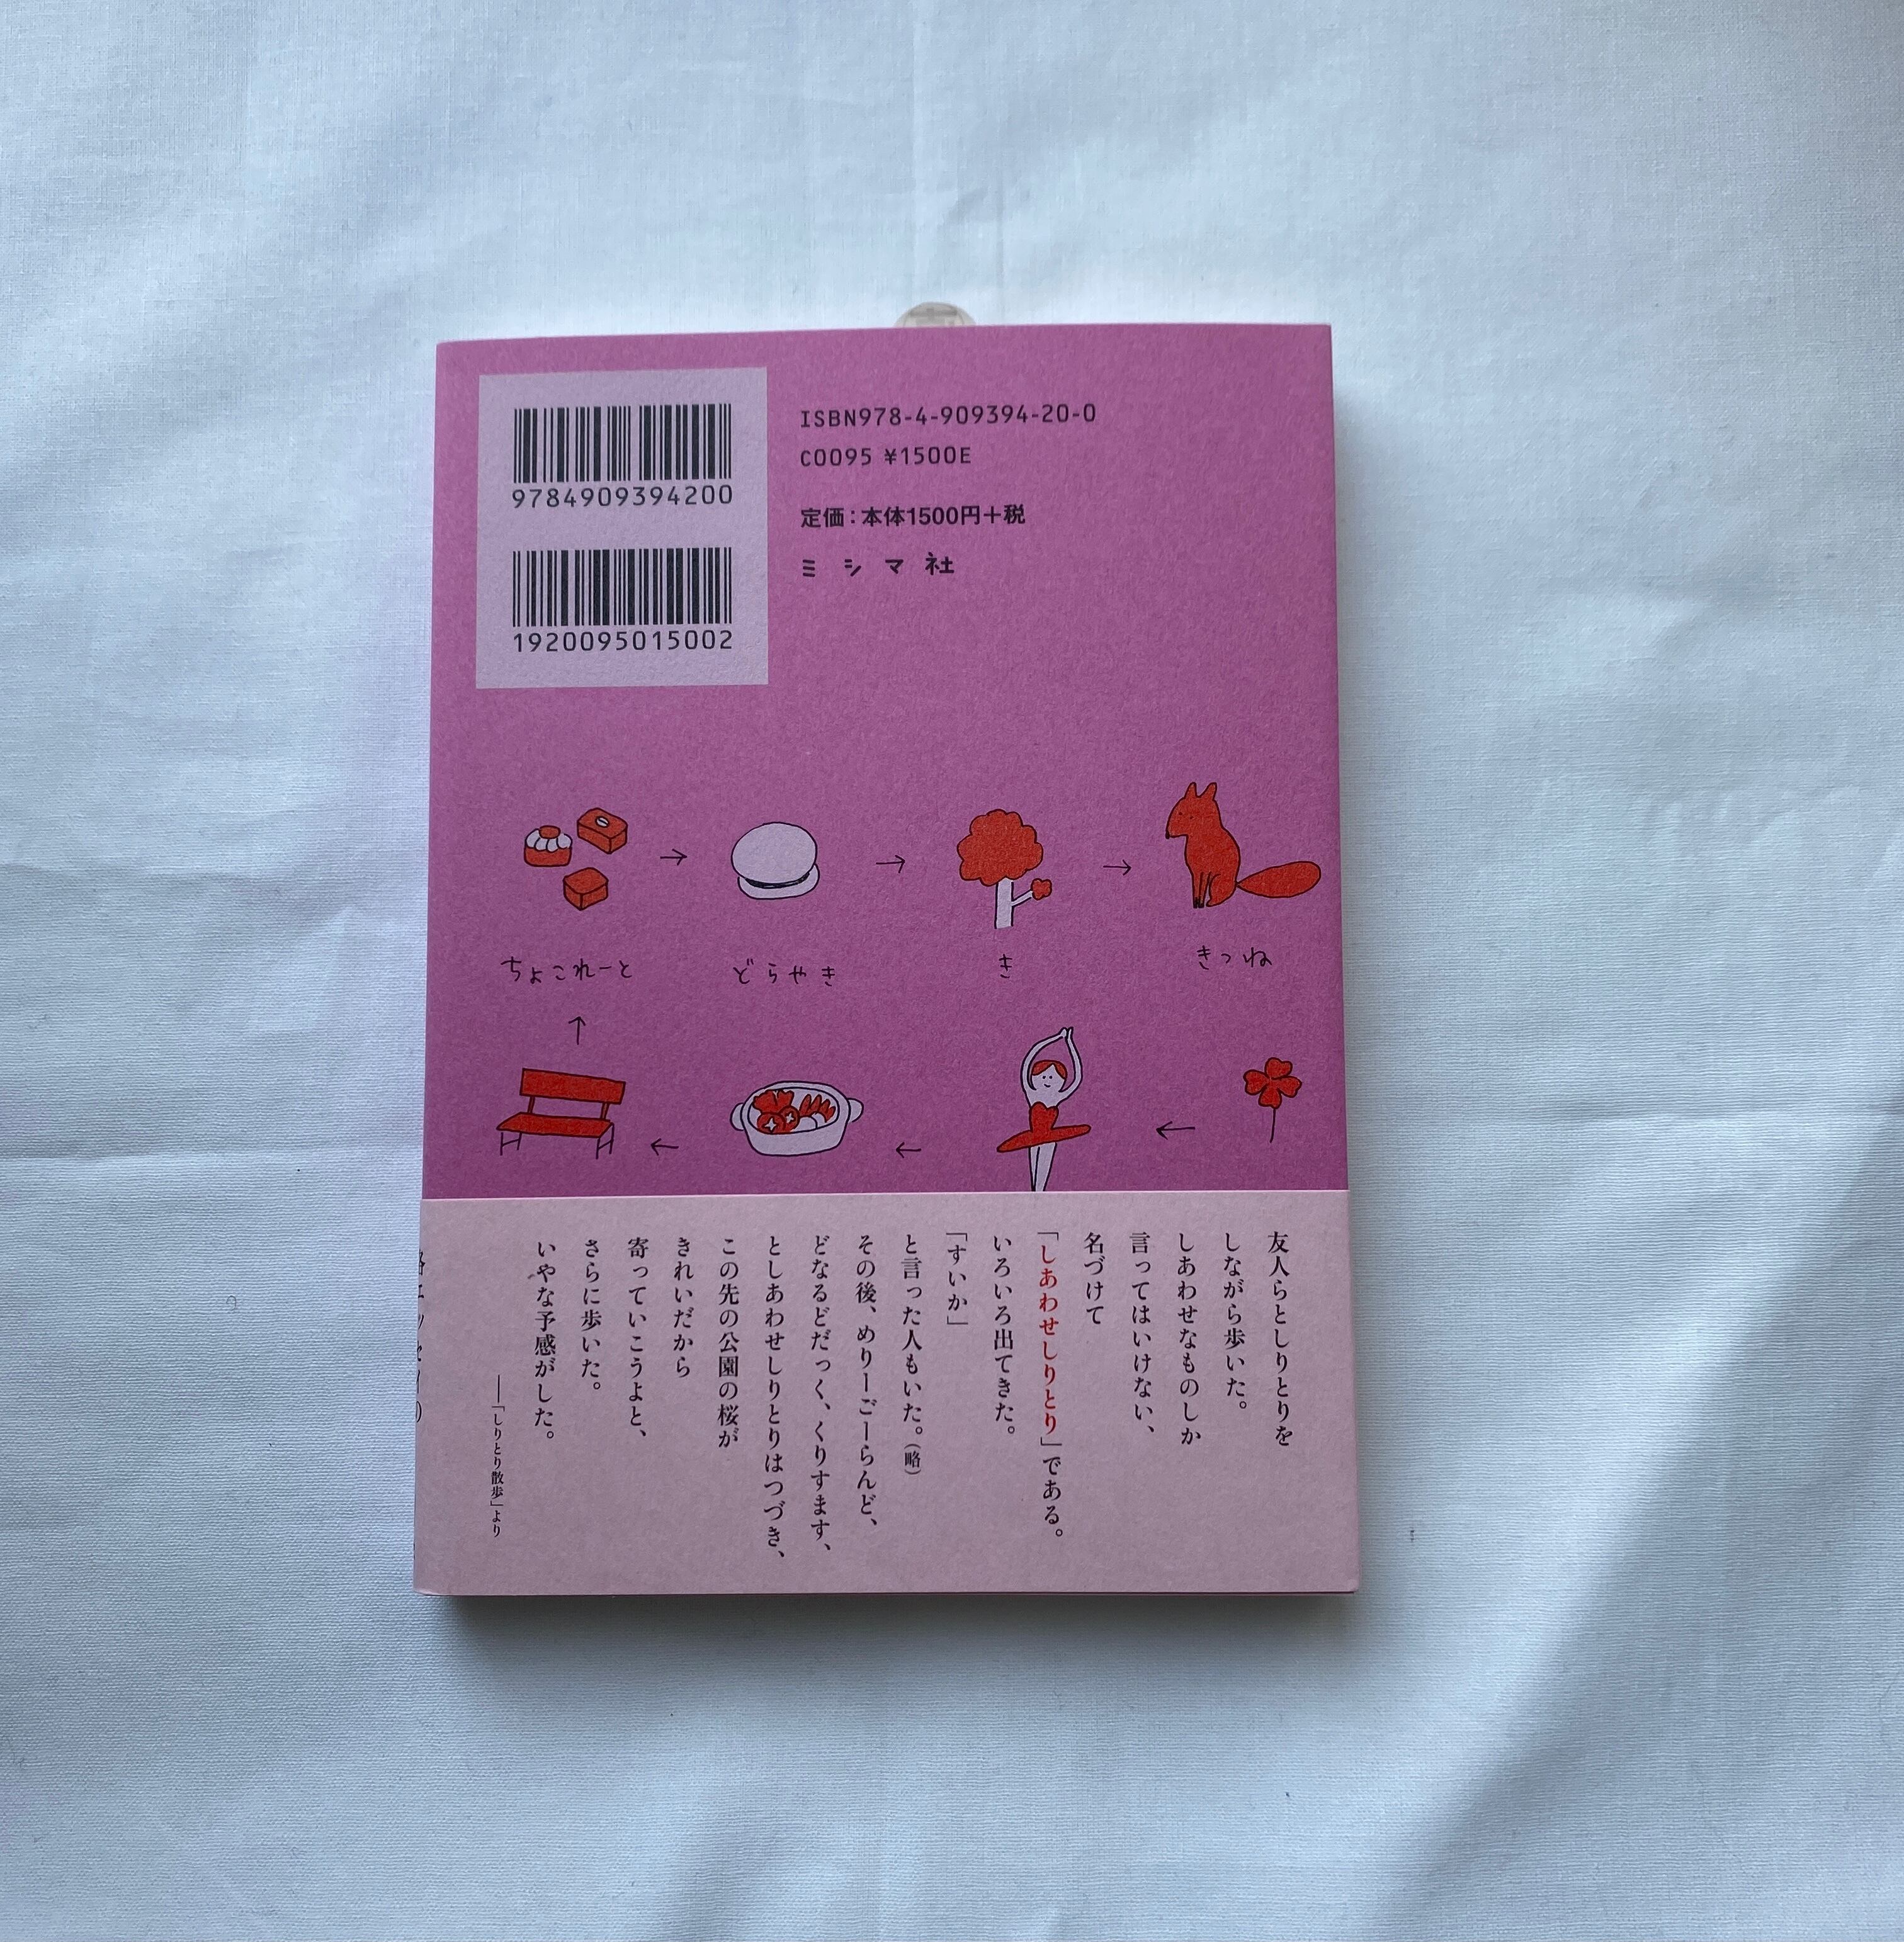 9784909394200
1920095015002
ISBN978-4-909394-20-0
C0095 ¥1500E
定価:本体1500円+税
ミシマ社
ちょこれーと
どらやき
き
きつね
友人らとしりとりを
しながら歩いた。
しあわせなものしか
言ってはいけない、
名づけて
「しあわせしりとり」である。
いろいろ出てきた。
「すいか」
と言った人もいた。(略)
その後、めりーごーらんど、
どなるどだっく、くりすます、
としあわせしりとりはつづき、
この先の公園の桜が
きれいだから
寄っていこうよと、
さらに歩いた。
いやな予感がした。
――「しりとり散歩」より